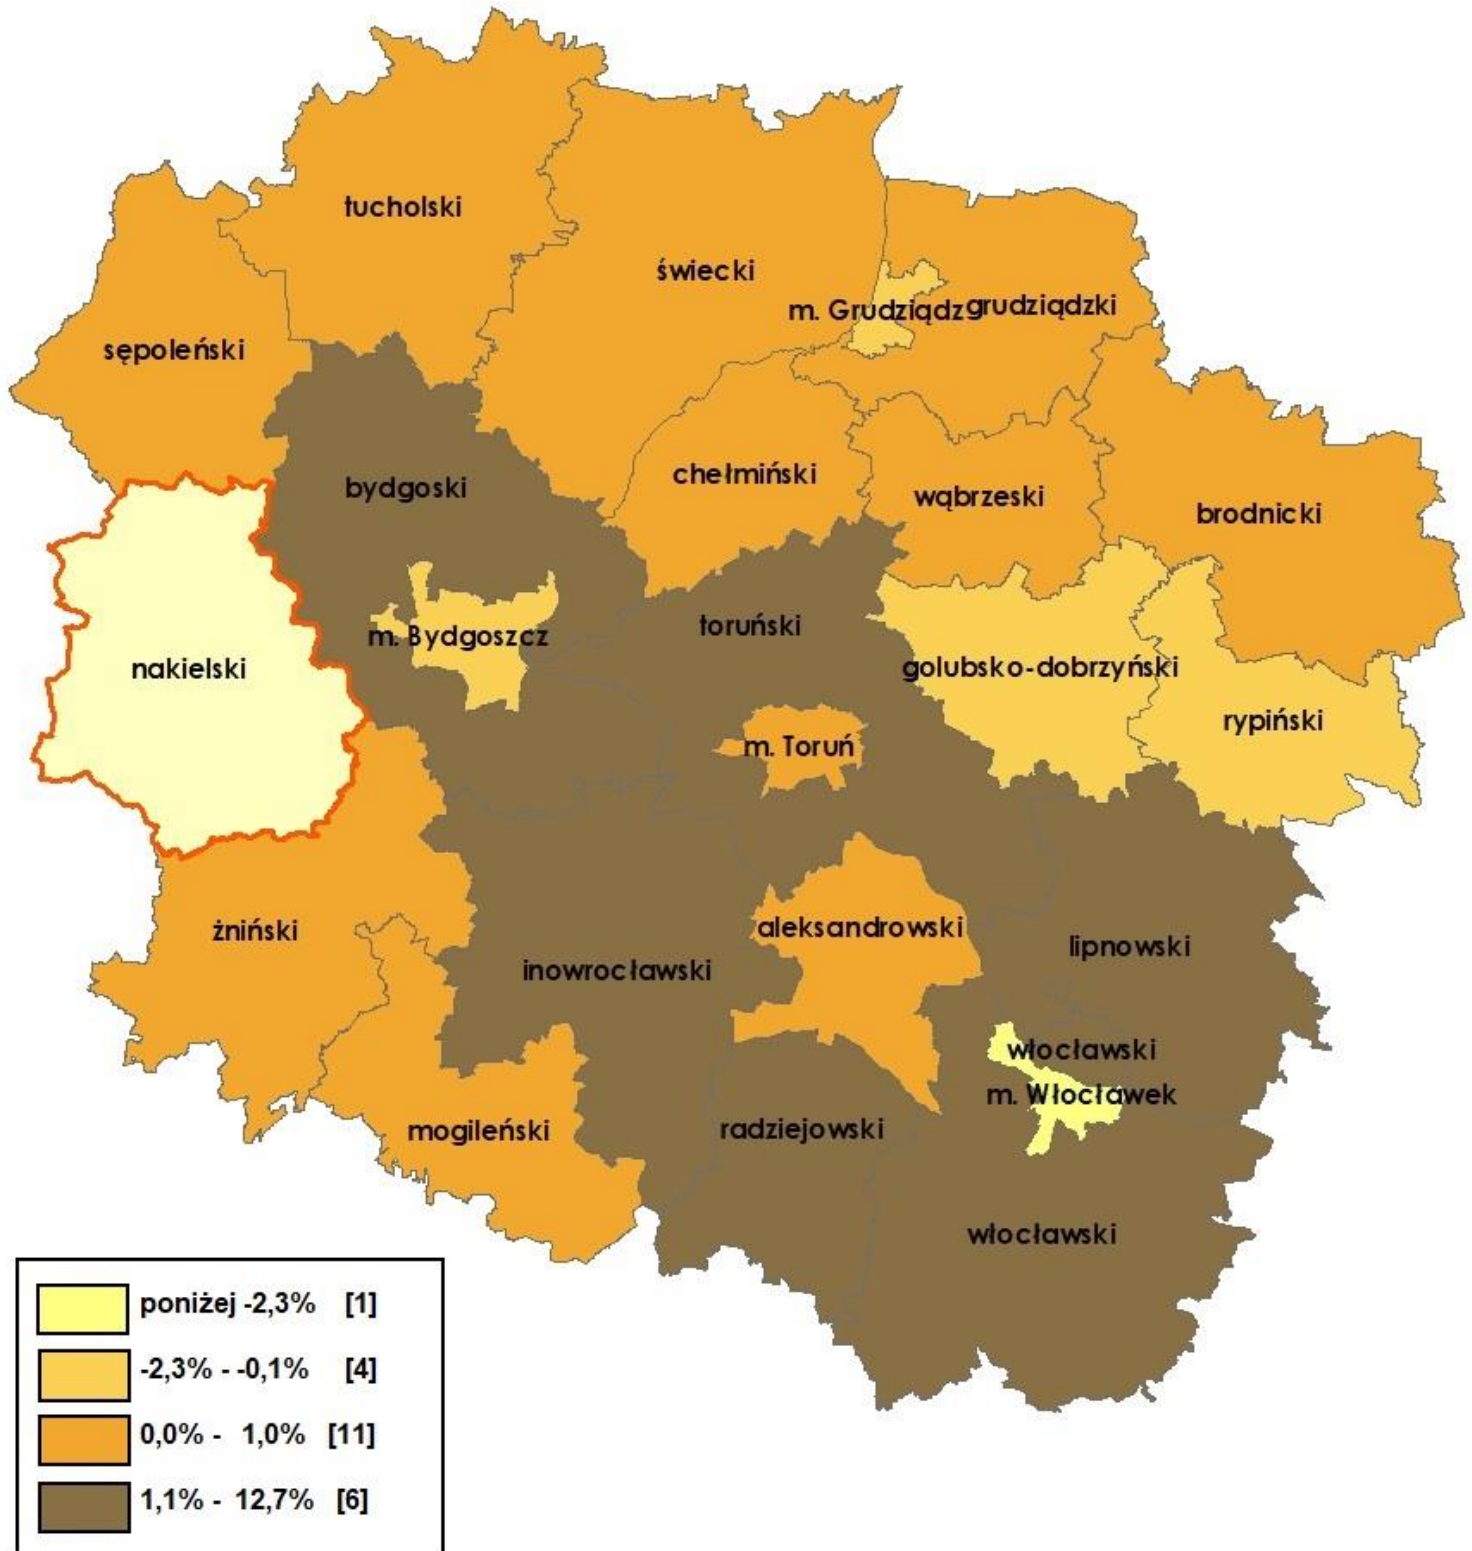 tucholski
świecki
m. Grudziądz
grudziądzki
sępoleński
chełmiński
bydgoski
wąbrzeski
brodnicki
toruński
m. Bydgoszcz
nakielski
golubsko-dobrzyński
rypiński
m. Toruń
aleksandrowski
żniński
lipnowski
inowrocławski
włocławski
m. Włocławek
mogileński
radziejowski
włocławski
poniżej -2,3% [1]
-2,3% - -0,1% [4]
0,0% - 1,0% [11]
1,1% - 12,7% [6]